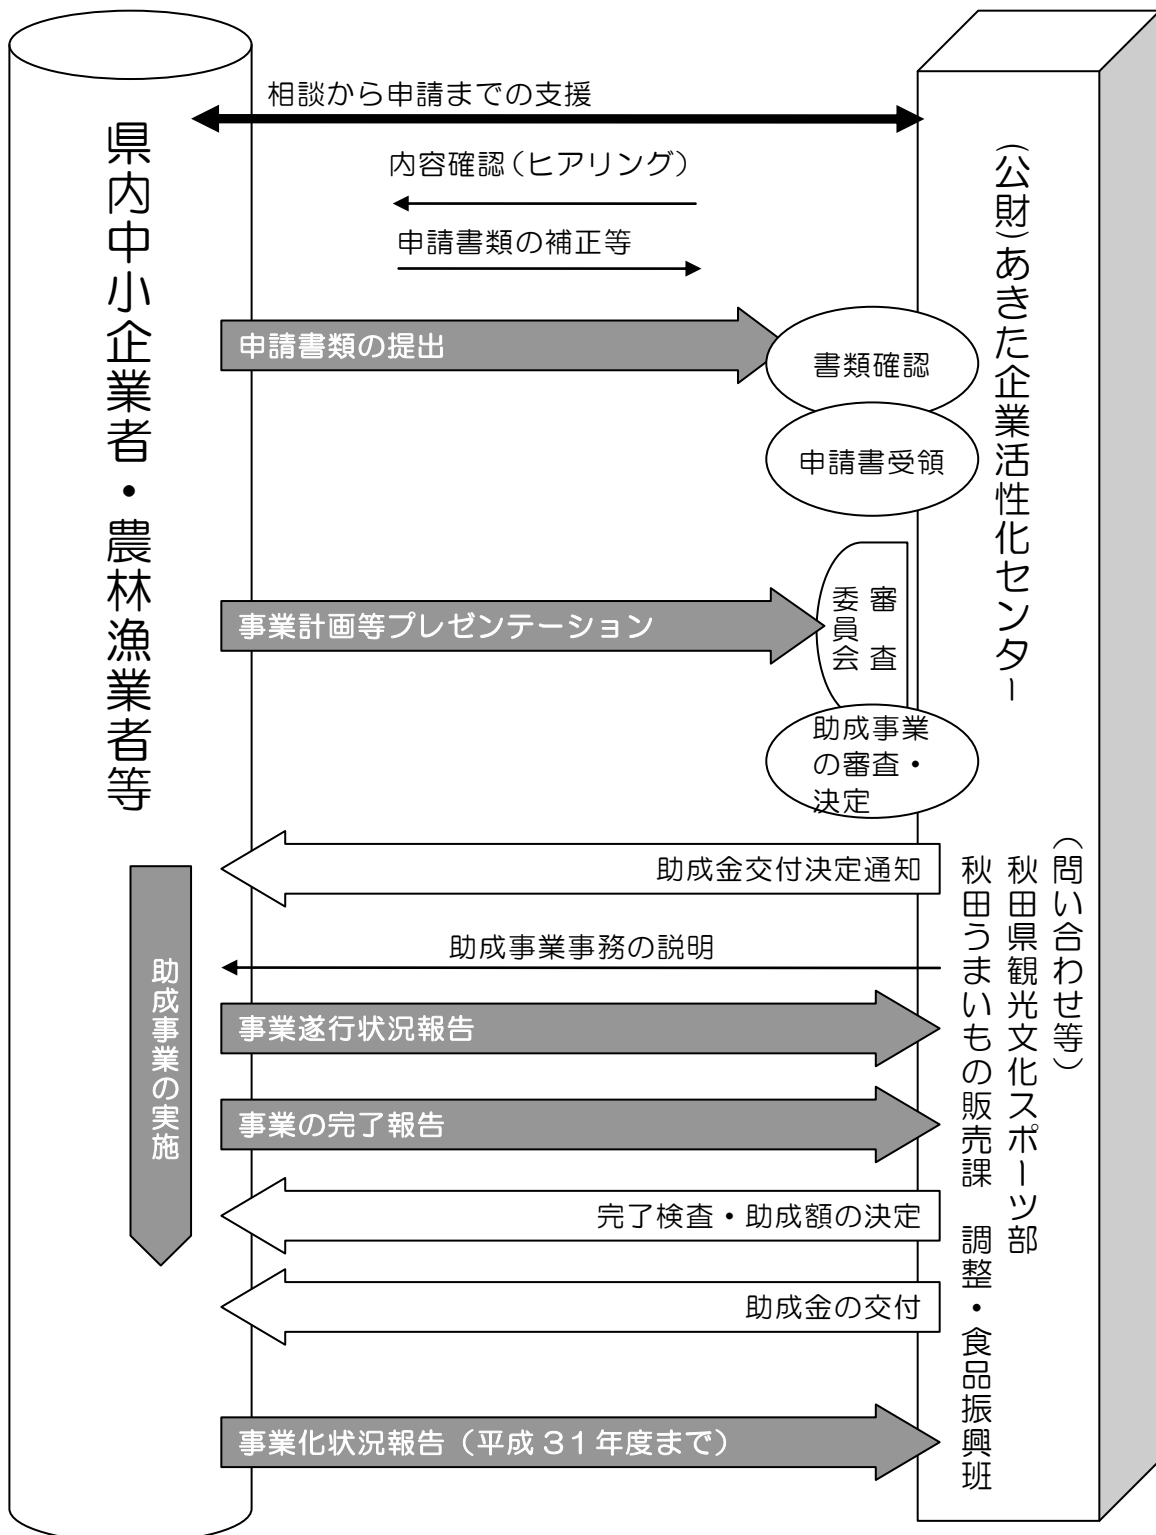 県内中小企業者・農林漁業者等
相談から申請までの支援
内容確認（ヒアリング）
申請書類の補正等
申請書類の提出
書類確認
申請書受領
事業計画等プレゼンテーション
審査
委員会
助成事業
の審査・
決定
助成金交付決定通知
助成事業事務の説明
助成事業の実施
事業遂行状況報告
事業の完了報告
完了検査・助成額の決定
助成金の交付
事業化状況報告（平成31年度まで）
(公財)あきた企業活性化センター
（問い合わせ等）
秋田県観光文化スポーツ部
秋田うまいもの販売課　調整・食品振興班